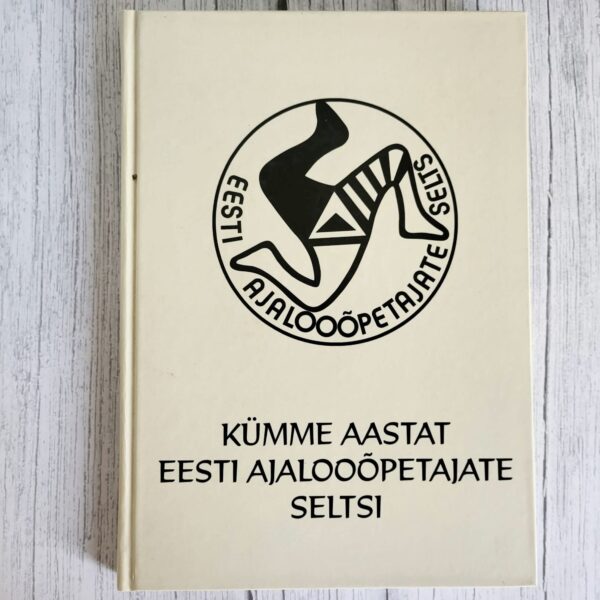 EESTI AJALOOÕPETAJATE SELTS
KÜMME AASTAT
EESTI AJALOOÕPETAJATE
SELTSI